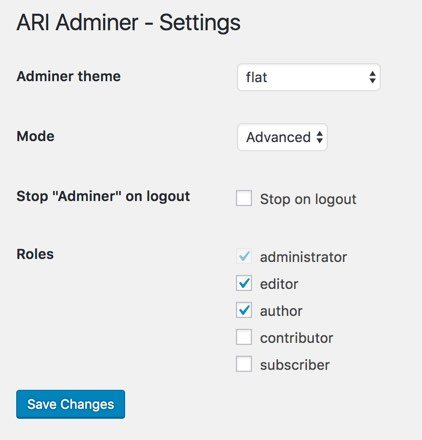 ARI Adminer - Settings
Adminer theme
flat
Mode
Advanced
Stop "Adminer" on logout
Stop on logout
Roles
administrator
editor
author
contributor
subscriber
Save Changes